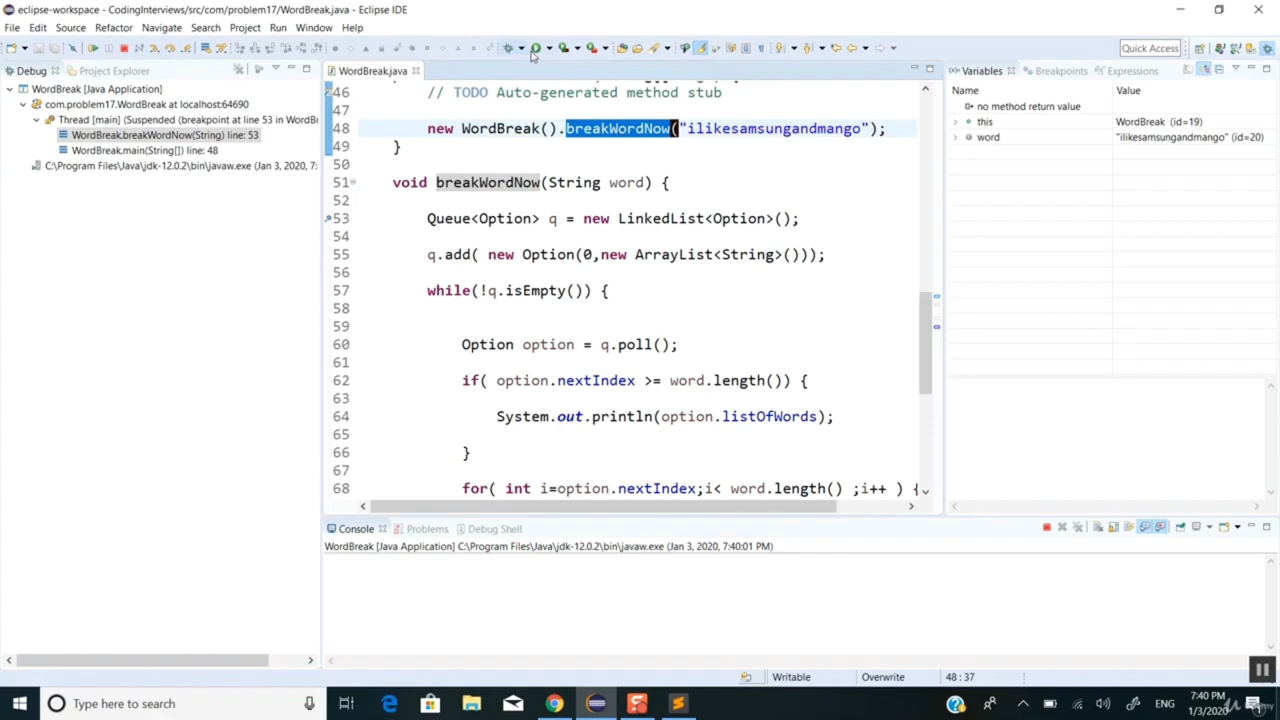 eclipse-workspace - CodingInterviews/src/com/problem17/WordBreak.java - Eclipse IDE
File Edit Source Refactor Navigate Search Project Run Window Help
Quick Access
Debug Project Explorer
WordBreak [Java Application]
com.problem17.WordBreak at localhost:64690
Thread [main] (Suspended (breakpoint at line 53 in WordBreak
WordBreak.breakWordNow(String) line: 53
WordBreak.main(String[]) line: 48
C:\Program Files\Java\jdk-12.0.2\bin\javaw.exe (Jan 3, 2020, 7:
WordBreak.java
46 // TODO Auto-generated method stub
47
48 new WordBreak().breakWordNow("ilikesamsungandmango");
49 }
50
51 void breakWordNow(String word) {
52
53 Queue<Option> q = new LinkedList<Option>();
54
55 q.add( new Option(0,new ArrayList<String>()));
56
57 while(!q.isEmpty()) {
58
59
60 Option option = q.poll();
61
62 if( option.nextIndex >= word.length()) {
63
64 System.out.println(option.listOfWords);
65
66 }
67
68 for( int i=option.nextIndex;i< word.length() ;i++ ) {
Variables Breakpoints Expressions
Name Value
no method return value
this WordBreak (id=19)
word "ilikesamsungandmango" (id=20)
Console Problems Debug Shell
WordBreak [Java Application] C:\Program Files\Java\jdk-12.0.2\bin\javaw.exe (Jan 3, 2020, 7:40:01 PM)
Writable Overwrite 48 : 37
Type here to search
ENG
7:40 PM
1/3/2020